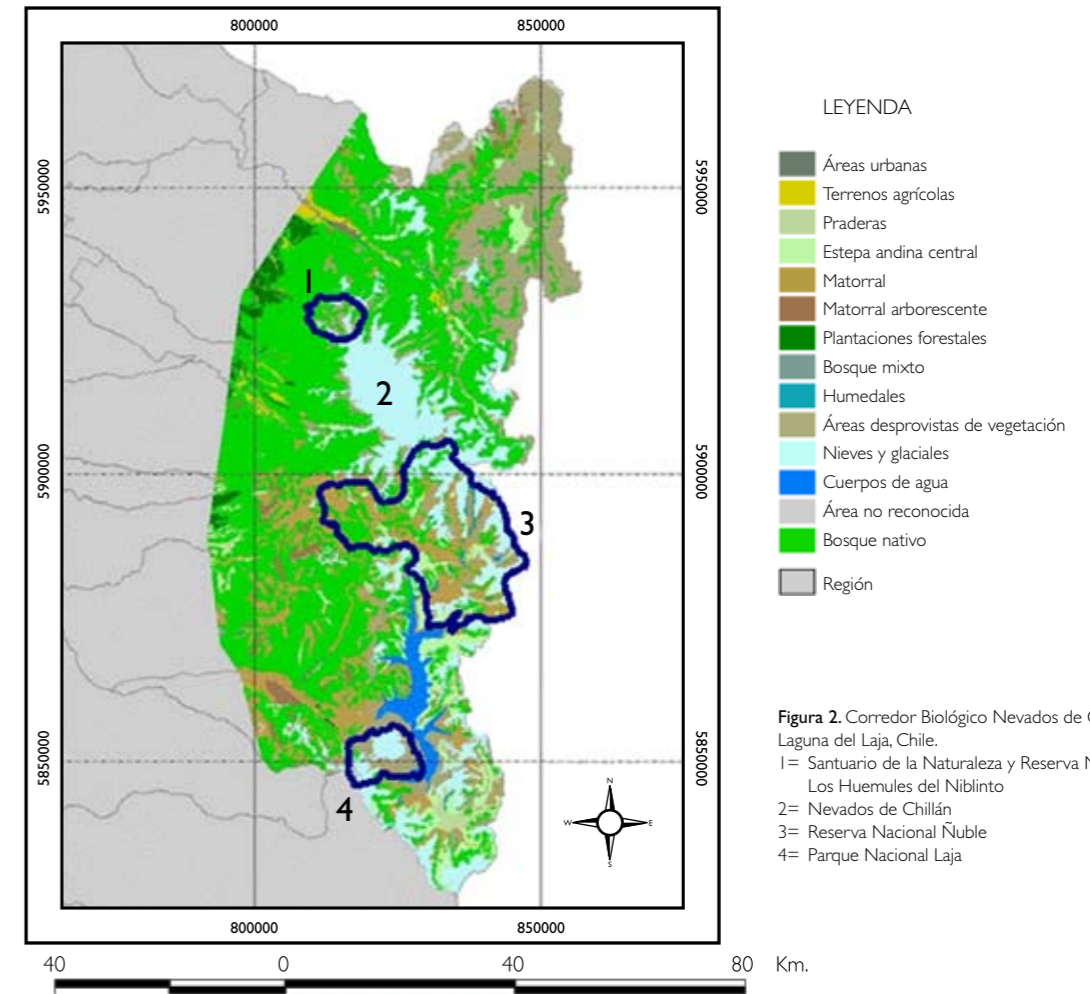 800000
850000
5950000
5950000
5900000
5900000
5850000
5850000
1
2
3
4
N
W
E
S
800000
850000
40
0
40
80
Km.
LEYENDA
Áreas urbanas
Terrenos agrícolas
Praderas
Estepa andina central
Matorral
Matorral arborescente
Plantaciones forestales
Bosque mixto
Humedales
Áreas desprovistas de vegetación
Nieves y glaciales
Cuerpos de agua
Área no reconocida
Bosque nativo
Región
Figura 2. Corredor Biológico Nevados de
Laguna del Laja, Chile.
1= Santuario de la Naturaleza y Reserva
Los Huemules del Niblinto
2= Nevados de Chillán
3= Reserva Nacional Ñuble
4= Parque Nacional Laja